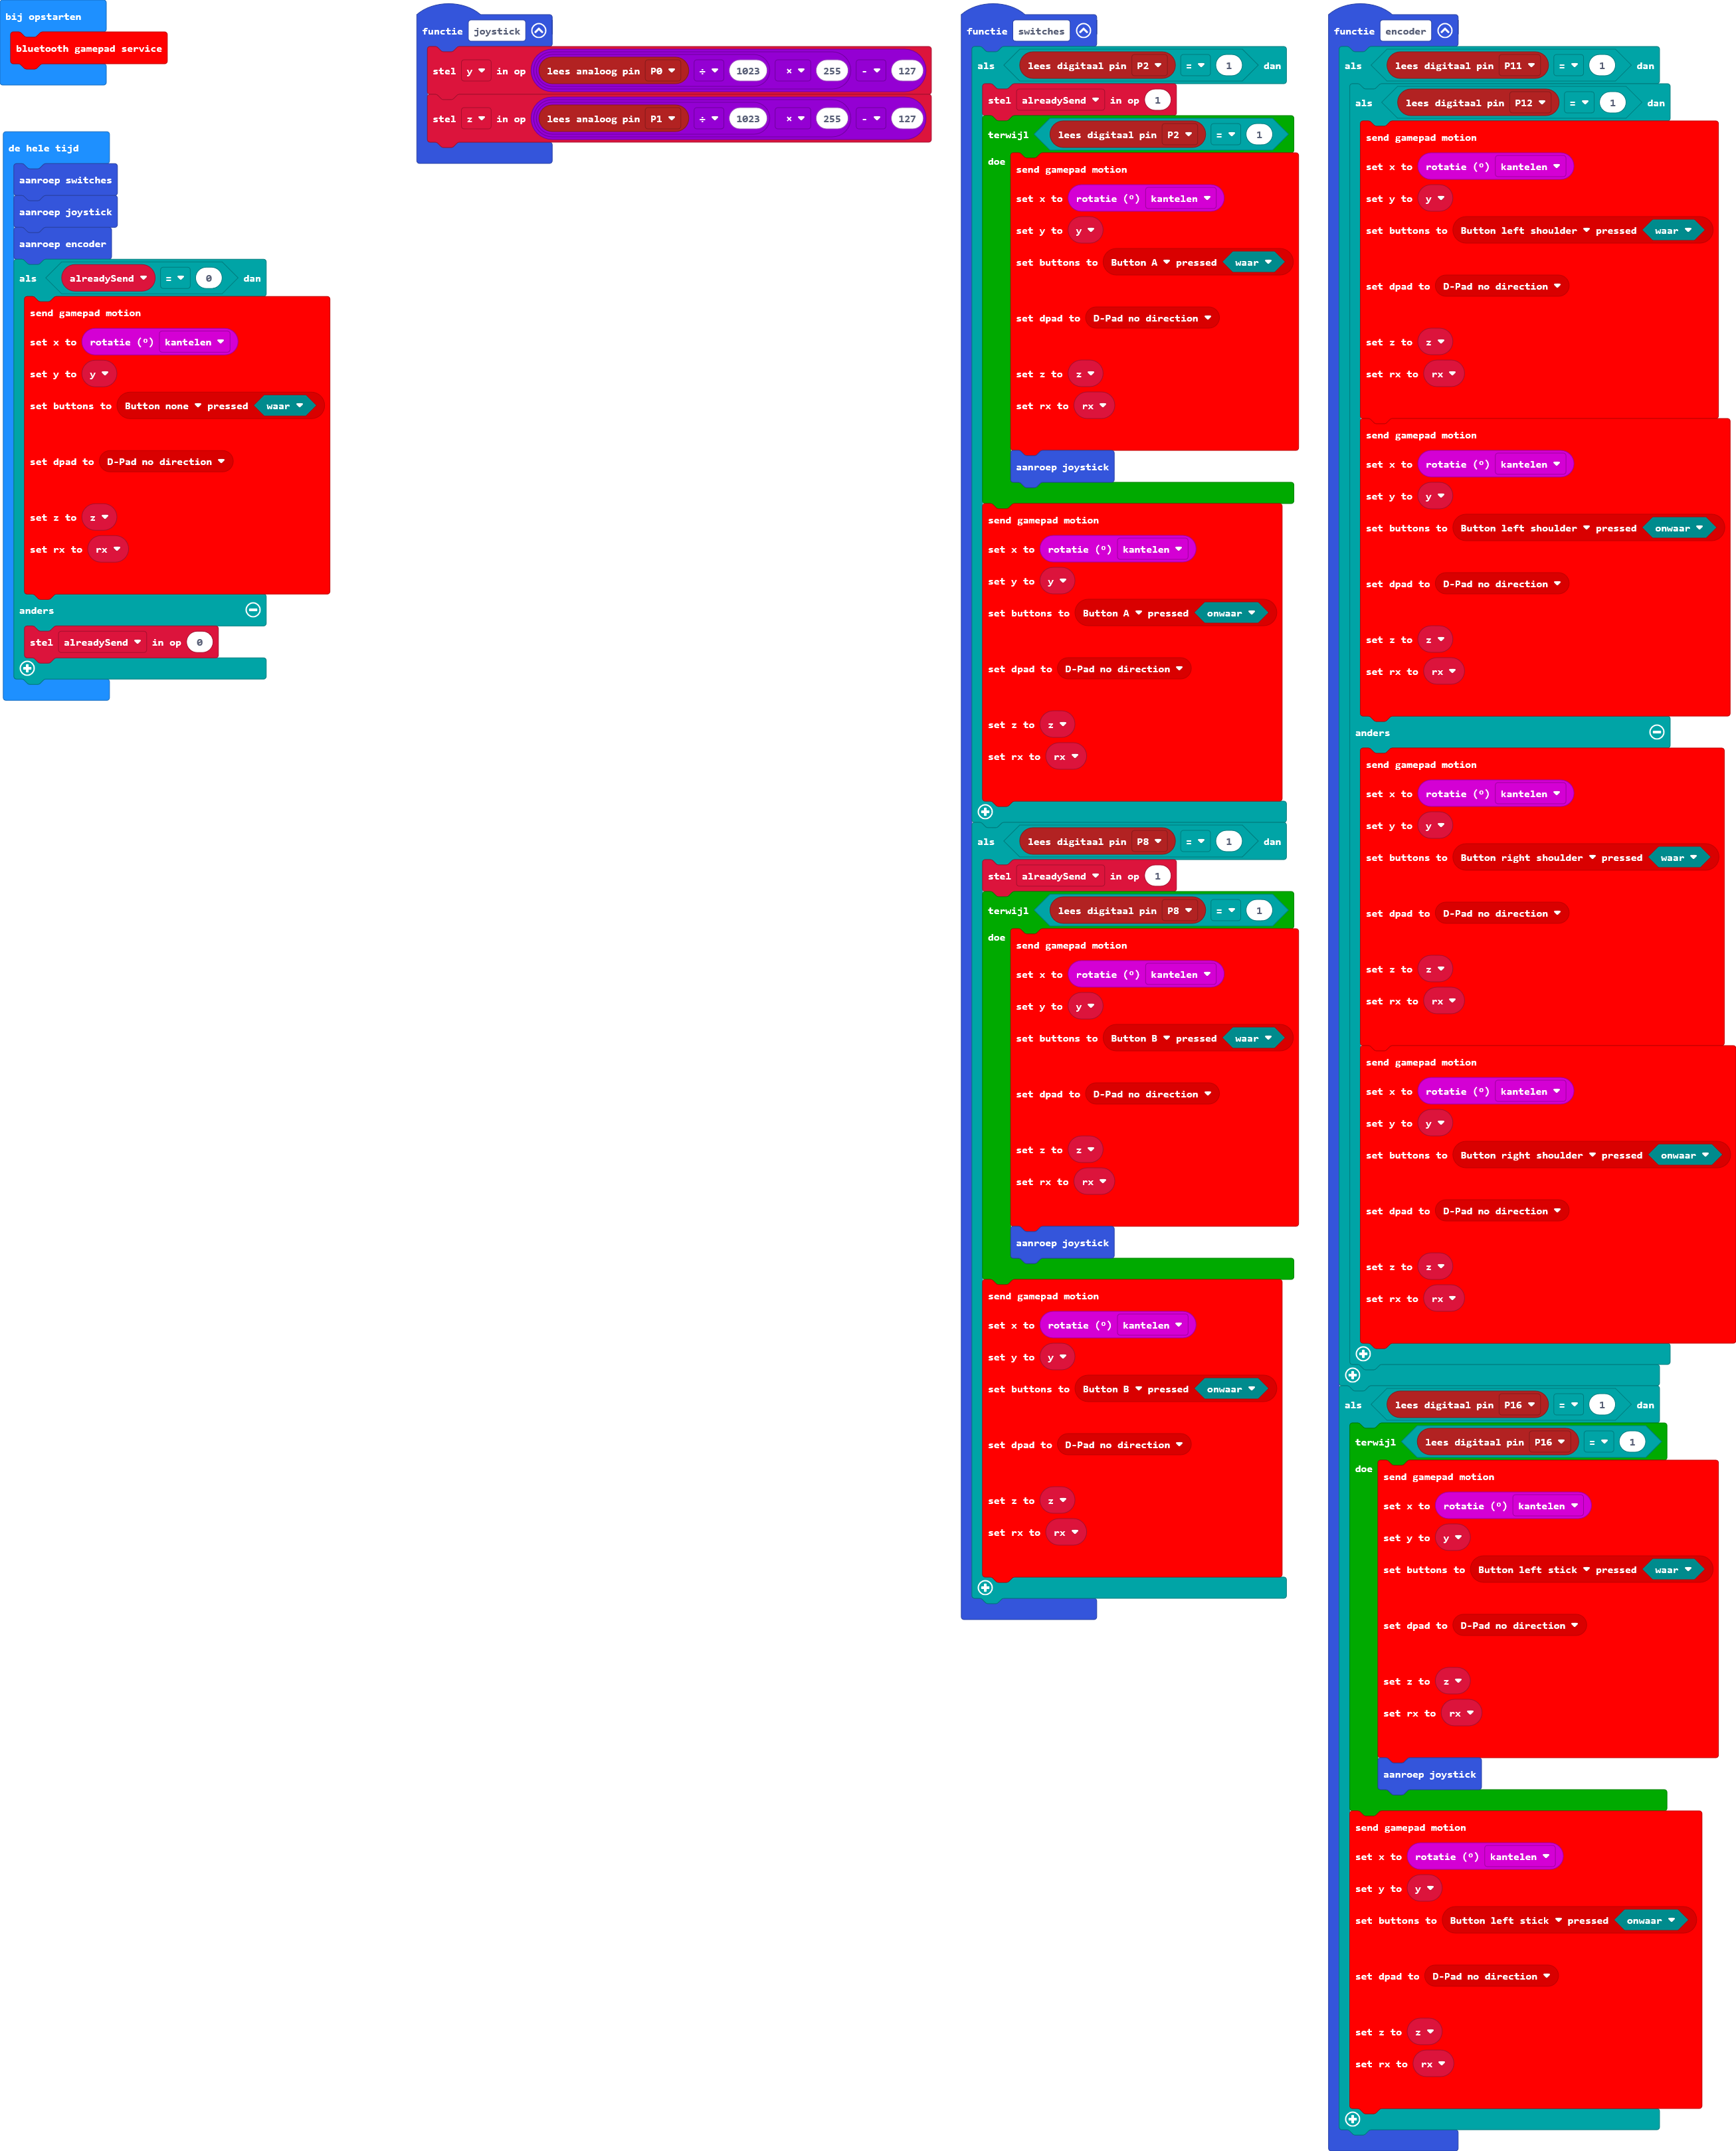 bij opstarten
bluetooth gamepad service
de hele tijd
aanroep switches
aanroep joystick
aanroep encoder
als alreadySend = 0 dan
send gamepad motion
set x to rotatie (º) kantelen
set y to y
set buttons to Button none pressed waar
set dpad to D-Pad no direction
set z to z
set rx to rx
anders
stel alreadySend in op 0
functie joystick
stel y in op lees analoog pin P0 ÷ 1023 × 255 - 127
stel z in op lees analoog pin P1 ÷ 1023 × 255 - 127
functie switches
als lees digitaal pin P2 = 1 dan
stel alreadySend in op 1
terwijl lees digitaal pin P2 = 1
doe
send gamepad motion
set x to rotatie (º) kantelen
set y to y
set buttons to Button A pressed waar
set dpad to D-Pad no direction
set z to z
set rx to rx
aanroep joystick
send gamepad motion
set x to rotatie (º) kantelen
set y to y
set buttons to Button A pressed onwaar
set dpad to D-Pad no direction
set z to z
set rx to rx
als lees digitaal pin P8 = 1 dan
stel alreadySend in op 1
terwijl lees digitaal pin P8 = 1
doe
send gamepad motion
set x to rotatie (º) kantelen
set y to y
set buttons to Button B pressed waar
set dpad to D-Pad no direction
set z to z
set rx to rx
aanroep joystick
send gamepad motion
set x to rotatie (º) kantelen
set y to y
set buttons to Button B pressed onwaar
set dpad to D-Pad no direction
set z to z
set rx to rx
functie encoder
als lees digitaal pin P11 = 1 dan
als lees digitaal pin P12 = 1 dan
send gamepad motion
set x to rotatie (º) kantelen
set y to y
set buttons to Button left shoulder pressed waar
set dpad to D-Pad no direction
set z to z
set rx to rx
send gamepad motion
set x to rotatie (º) kantelen
set y to y
set buttons to Button left shoulder pressed onwaar
set dpad to D-Pad no direction
set z to z
set rx to rx
anders
send gamepad motion
set x to rotatie (º) kantelen
set y to y
set buttons to Button right shoulder pressed waar
set dpad to D-Pad no direction
set z to z
set rx to rx
send gamepad motion
set x to rotatie (º) kantelen
set y to y
set buttons to Button right shoulder pressed onwaar
set dpad to D-Pad no direction
set z to z
set rx to rx
als lees digitaal pin P16 = 1 dan
terwijl lees digitaal pin P16 = 1
doe
send gamepad motion
set x to rotatie (º) kantelen
set y to y
set buttons to Button left stick pressed waar
set dpad to D-Pad no direction
set z to z
set rx to rx
aanroep joystick
send gamepad motion
set x to rotatie (º) kantelen
set y to y
set buttons to Button left stick pressed onwaar
set dpad to D-Pad no direction
set z to z
set rx to rx